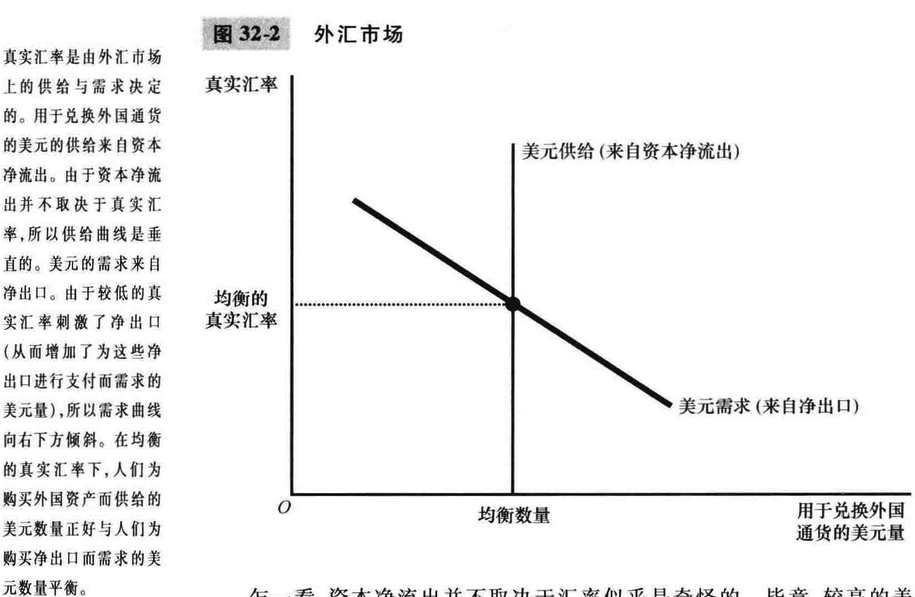 图 32-2 外汇市场
真实汇率是由外汇市场
上的供给与需求决定
的。用于兑换外国通货
的美元的供给来自资本
净流出。由于资本净流
出并不取决于真实汇
率,所以供给曲线是垂
直的。美元的需求来自
净出口。由于较低的真
实汇率刺激了净出口
(从而增加了为这些净
出口进行支付而需求的
美元量),所以需求曲线
向右下方倾斜。在均衡
的真实汇率下,人们为
购买外国资产而供给的
美元数量正好与人们为
购买净出口而需求的美
元数量平衡。
真实汇率
美元供给(来自资本净流出)
均衡的
真实汇率
美元需求(来自净出口)
O
均衡数量
用于兑换外国
通货的美元量
乍一看,资本净流出并不取决于汇率似乎是奇怪的。毕竟,较高的美